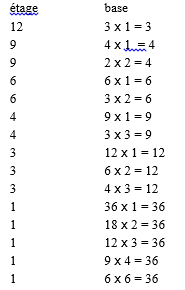 étage base
12 3 x 1 = 3
9 4 x 1 = 4
9 2 x 2 = 4
6 6 x 1 = 6
6 3 x 2 = 6
4 9 x 1 = 9
4 3 x 3 = 9
3 12 x 1 = 12
3 6 x 2 = 12
3 4 x 3 = 12
1 36 x 1 = 36
1 18 x 2 = 36
1 12 x 3 = 36
1 9 x 4 = 36
1 6 x 6 = 36